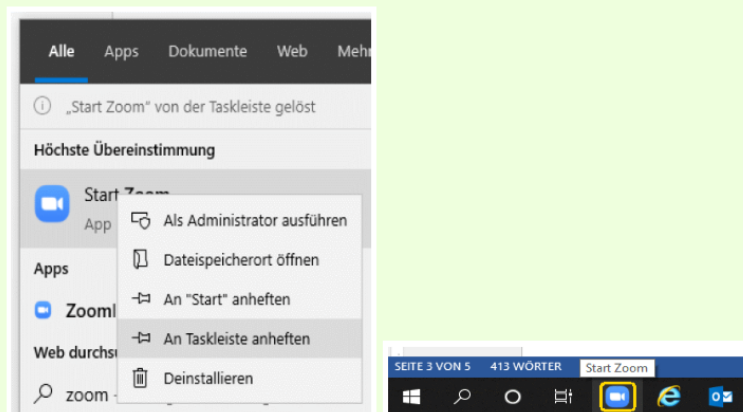 Alle Apps Dokumente Web Mehr
„Start Zoom" von der Taskleiste gelöst
Höchste Übereinstimmung
Start Zoom
App
Als Administrator ausführen
Dateispeicherort öffnen
Apps
An "Start" anheften
Zooml
An Taskleiste anheften
Web durchsu
Deinstallieren
zoom -
SEITE 3 VON 5 413 WÖRTER Start Zoom